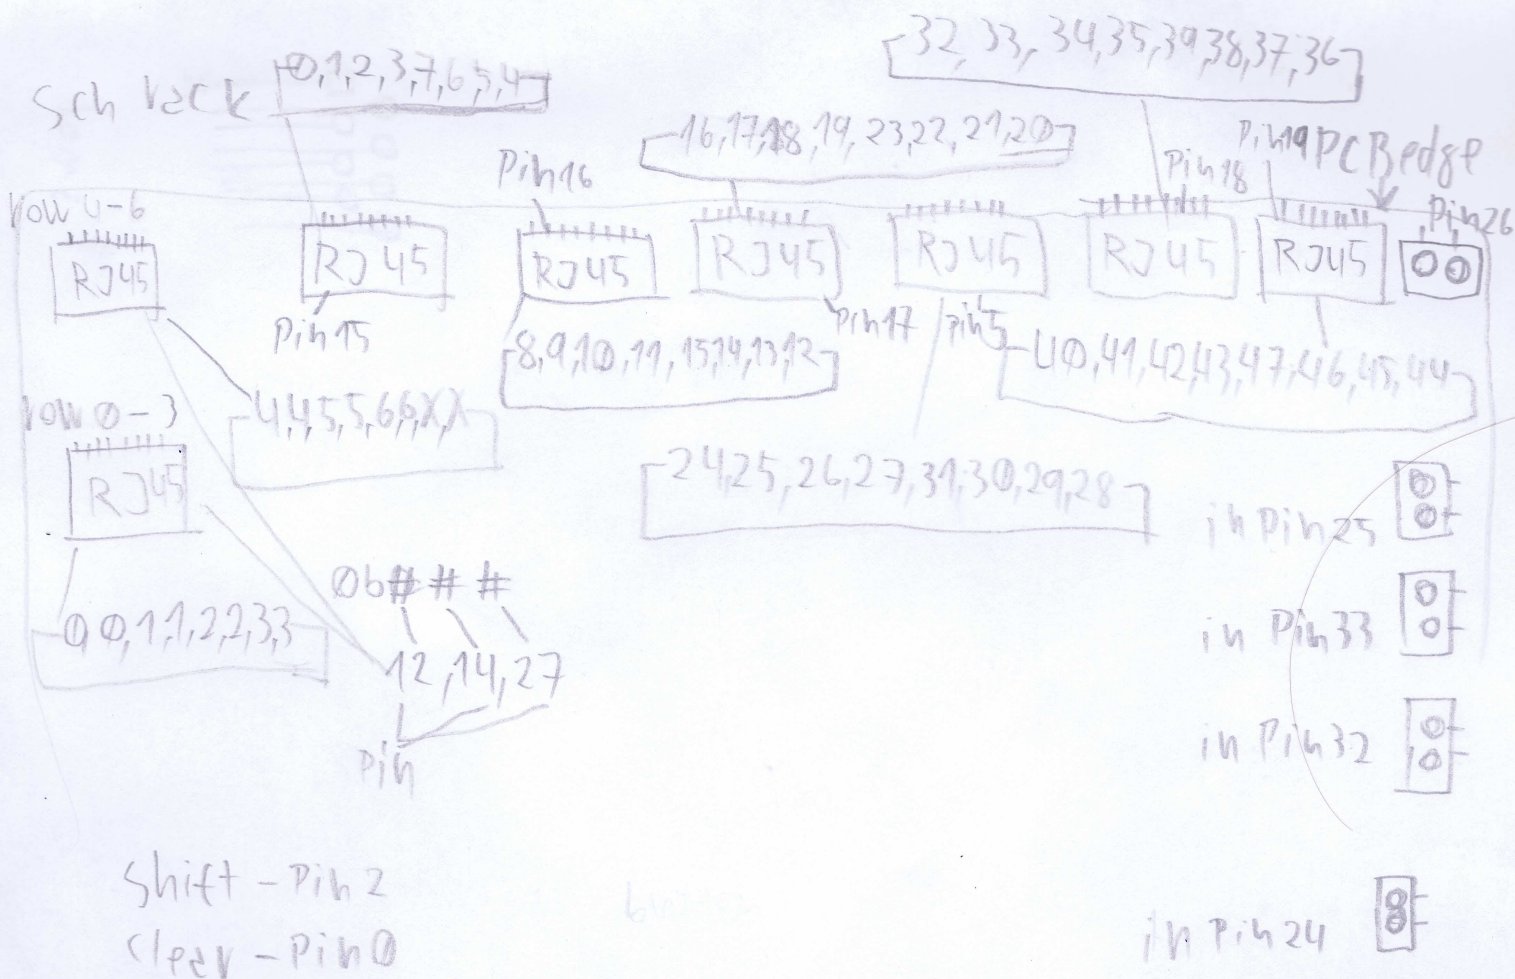 32, 33, 34, 35, 39, 38, 37, 36
0, 1, 2, 3, 7, 6, 5, 4
Schrack
16, 17, 18, 19, 23, 22, 21, 20
Pin19 PCB edge
Pin16
Pin18
row 4-6
Pin26
RJ45
RJ45
RJ45
RJ45
RJ45
RJ45
RJ45
Pin15
Pin17
Pin5
8, 9, 10, 11, 15, 14, 13, 12
40, 41, 42, 43, 47, 46, 45, 44
row 0-3
4, 4, 5, 5, 6, 6, X, X
RJ45
24, 25, 26, 27, 31, 30, 29, 28
in Pin25
0b###
0 0, 1, 1, 2, 2, 3, 3
in Pin33
12, 14, 27
in Pin32
Pin
Shift - Pin2
Clear - Pin0
in Pin24